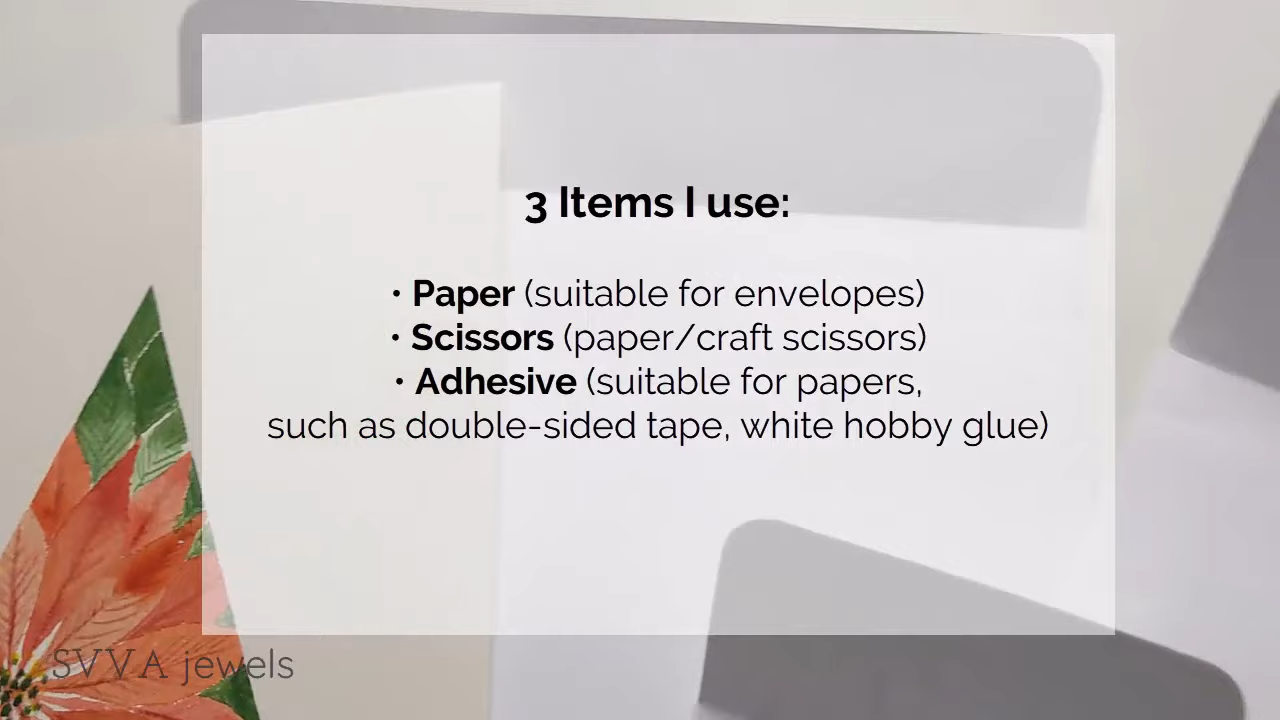 3 Items I use:
• Paper (suitable for envelopes)
• Scissors (paper/craft scissors)
• Adhesive (suitable for papers,
such as double-sided tape, white hobby glue)
SVVA jewels